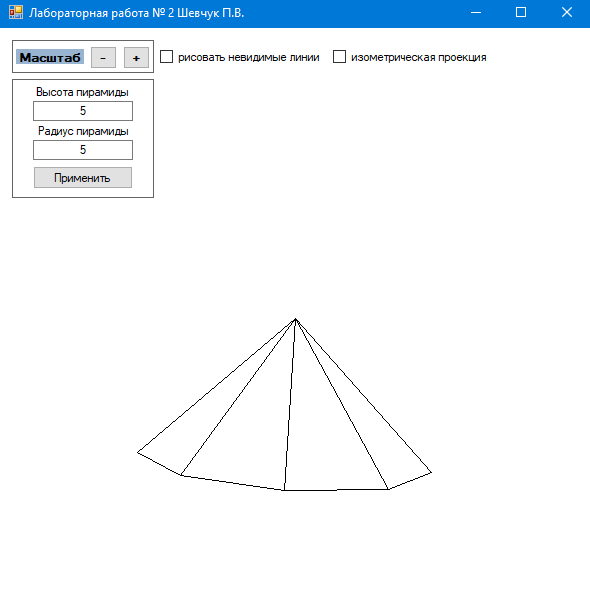 Лабораторная работа № 2 Шевчук П.В.
Масштаб - + рисовать невидимые линии изометрическая проекция
Высота пирамиды
5
Радиус пирамиды
5
Применить